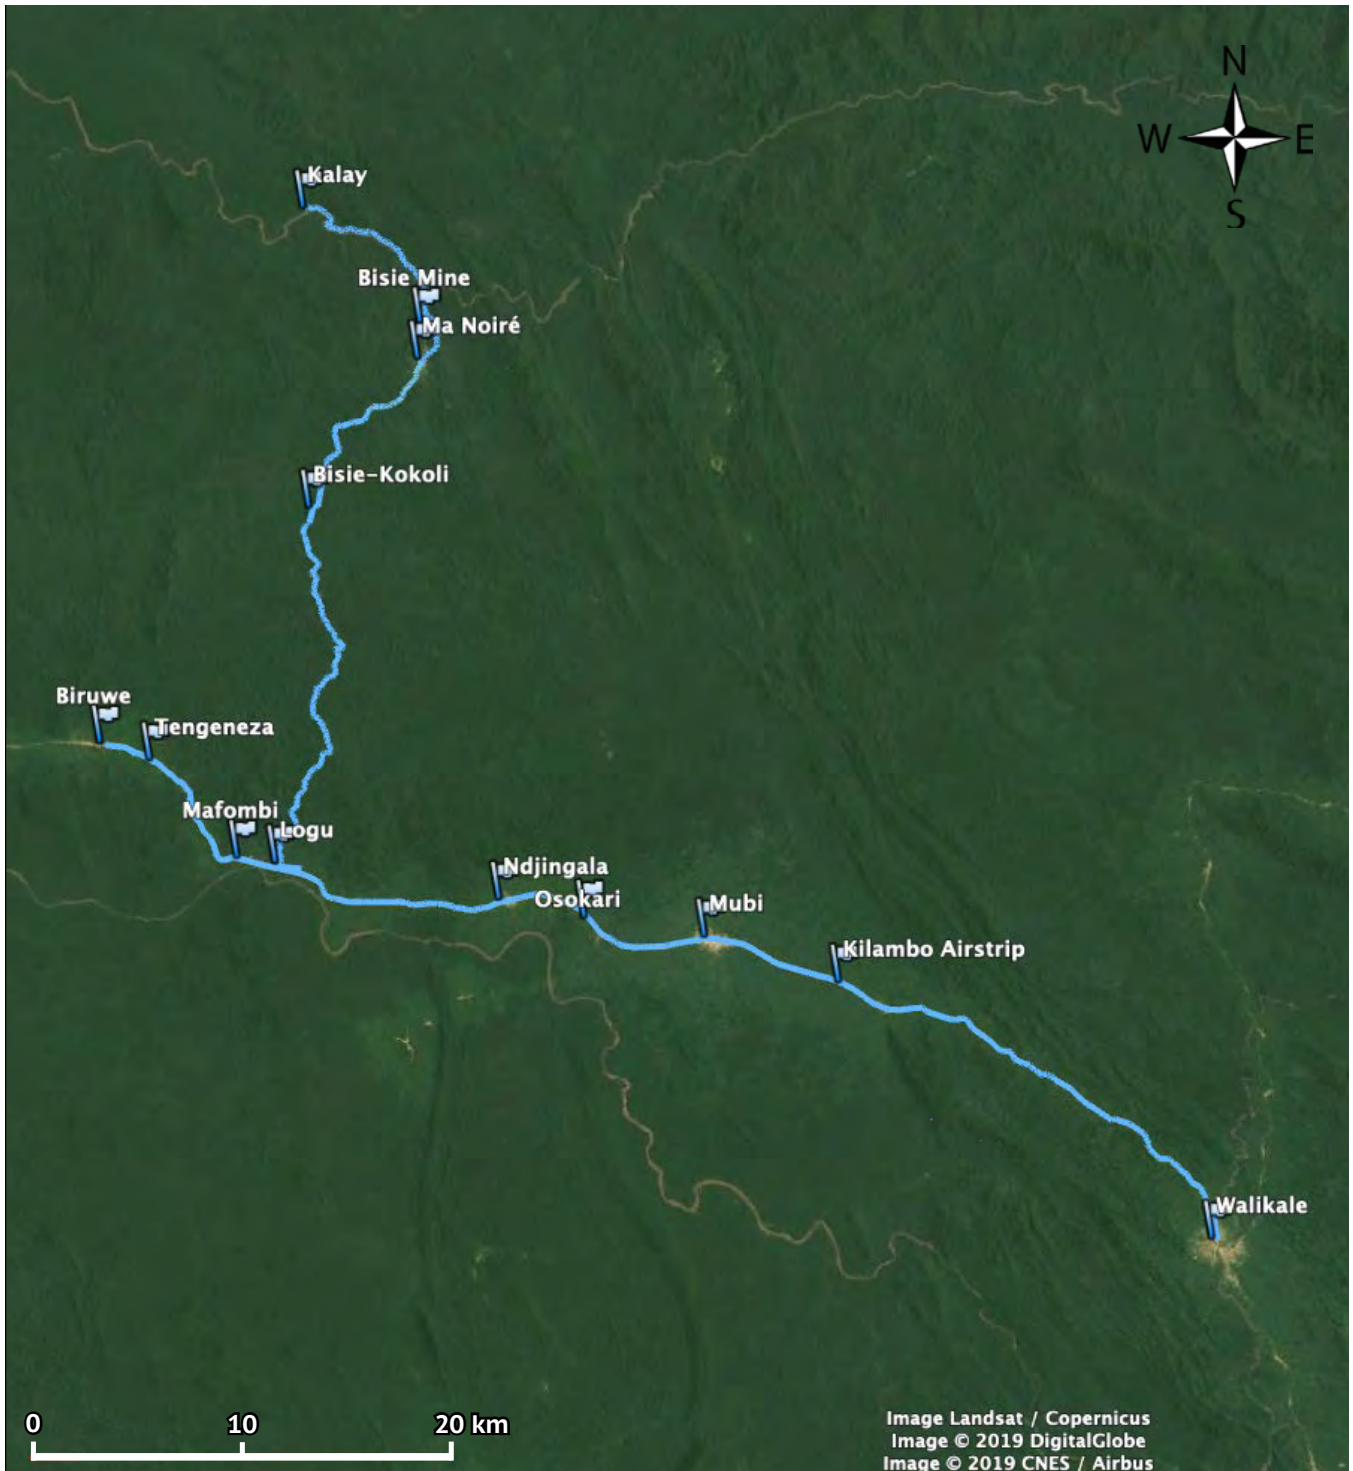 N
W E
S
Kalay
Bisie Mine
Ma Noiré
Bisie-Kokoli
Biruwe
Tengeneza
Mafombi
Logu
Ndjingala
Osokari
Mubi
Kilambo Airstrip
Walikale
0 10 20 km
Image Landsat / Copernicus
Image © 2019 DigitalGlobe
Image © 2019 CNES / Airbus